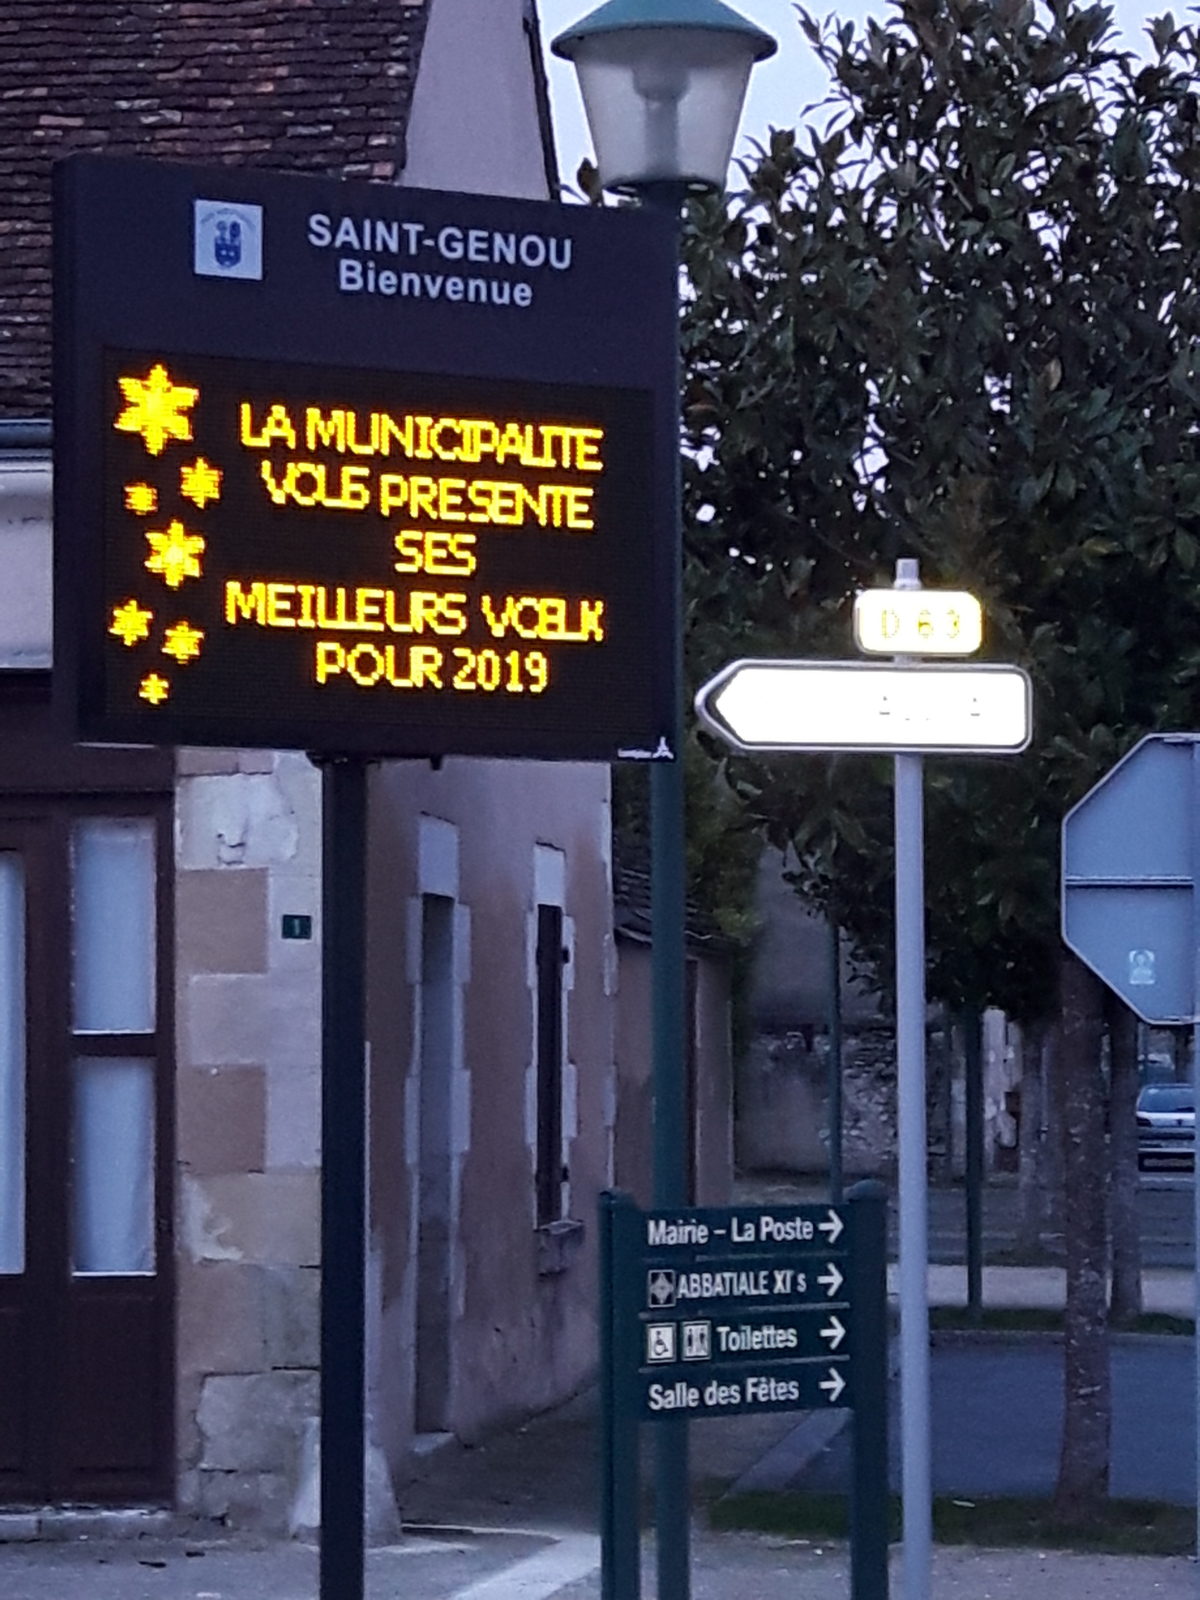 SAINT-GENOU
Bienvenue
LA MUNICIPALITE
VOUS PRESENTE
SES
MEILLEURS VOEUX
POUR 2019
D 63
Mairie - La Poste
ABBATIALE XI's
Toilettes
Salle des Fêtes